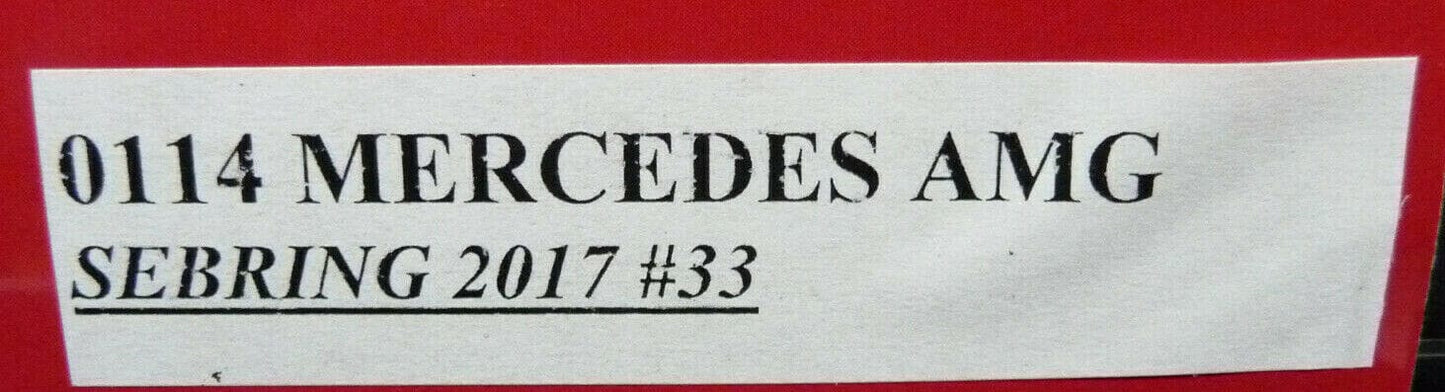 0114 MERCEDES AMG
SEBRING 2017 #33